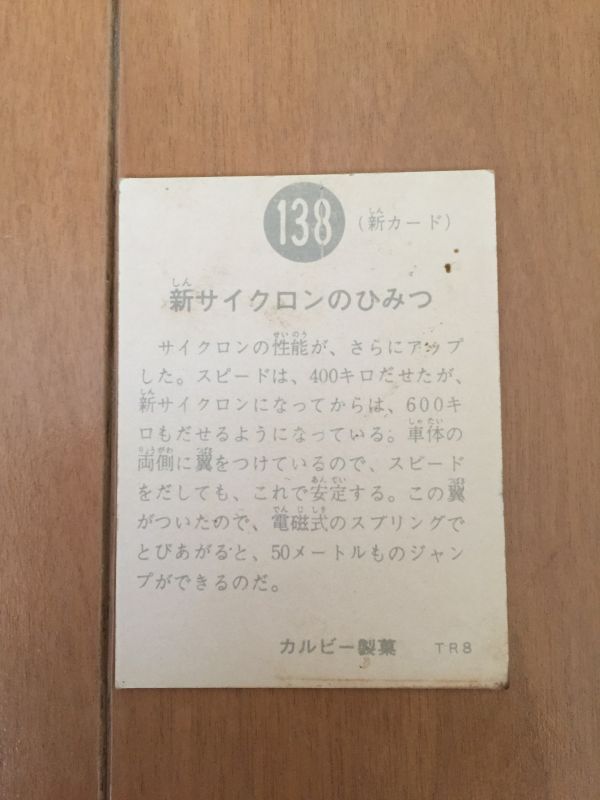 138 (新カード)
新サイクロンのひみつ
サイクロンの性能が、さらにアップ
した。スピードは、400キロだせたが、
新サイクロンになってからは、600キ
ロもだせるようになっている。車体の
両側に翼をつけているので、スピード
をだしても、これで安定する。この翼
がついたので、電磁式のスプリングで
とびあがると、50メートルものジャン
プができるのだ。
カルビー製菓 TR8